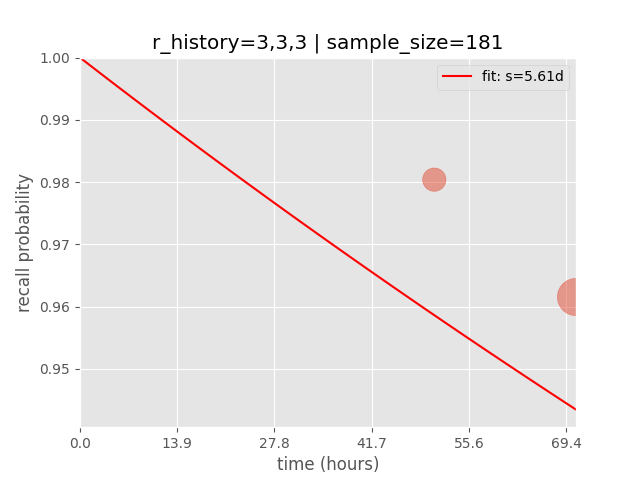 r_history=3,3,3 | sample_size=181
fit: s=5.61d
1.00
0.99
0.98
0.97
0.96
0.95
recall probability
0.0 13.9 27.8 41.7 55.6 69.4
time (hours)